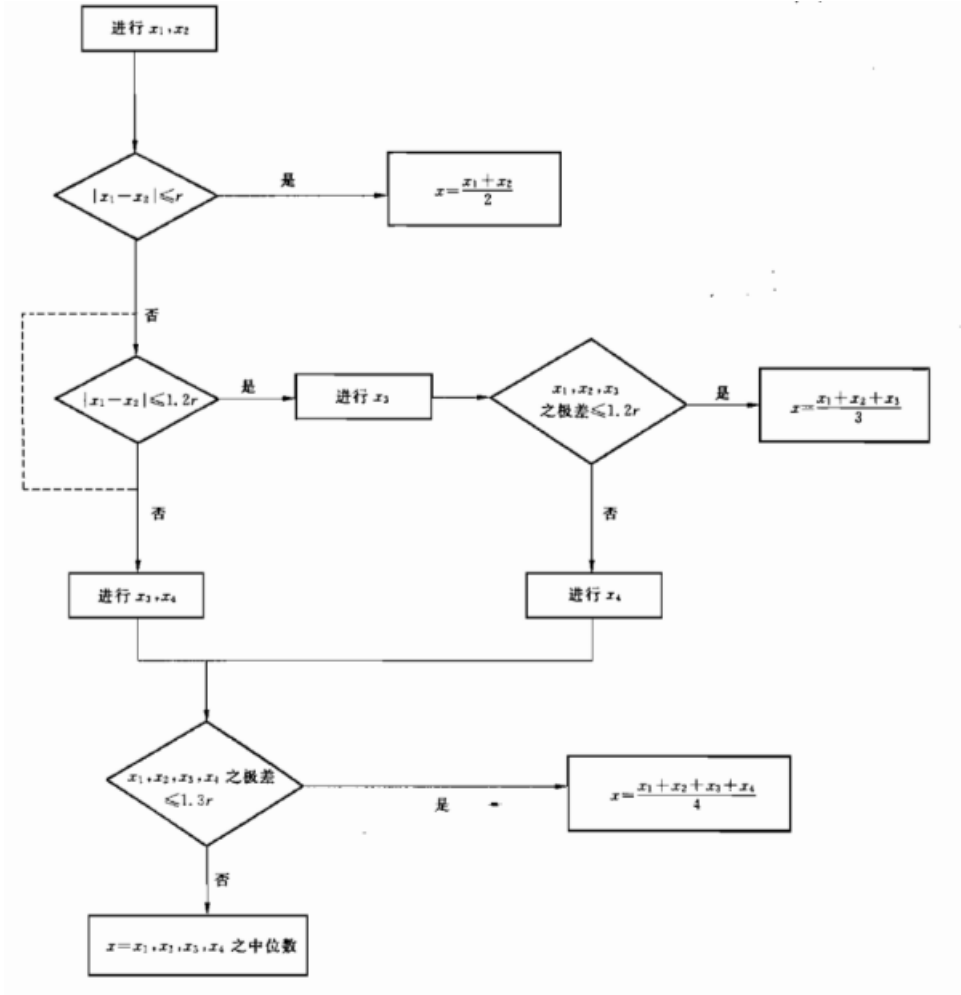 进行 x₁,x₂
|x₁-x₂|≤r
是
x=(x₁+x₂)/2
否
|x₁-x₂|≤1.2r
是
进行 x₃
x₁,x₂,x₃
之极差≤1.2r
是
x=(x₁+x₂+x₃)/3
否
否
进行 x₃,x₄
进行 x₄
x₁,x₂,x₃,x₄ 之极差
≤1.3r
是
x=(x₁+x₂+x₃+x₄)/4
否
x=x₁,x₂,x₃,x₄ 之中位数